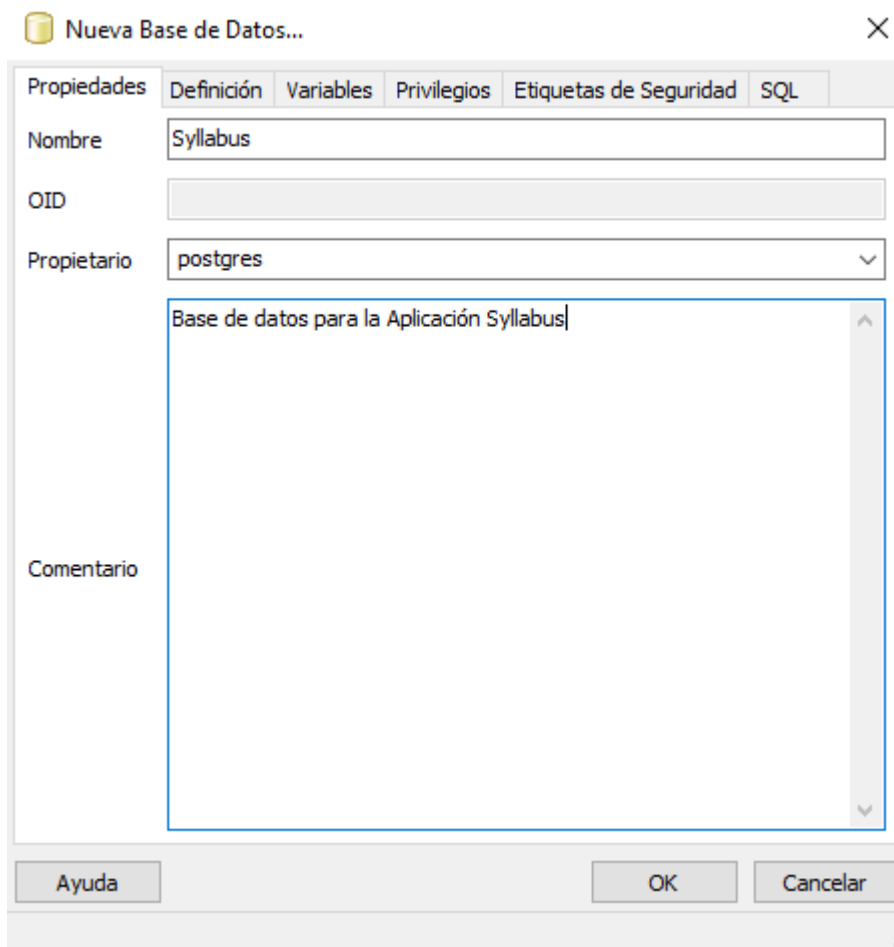 Nueva Base de Datos...
Propiedades Definición Variables Privilegios Etiquetas de Seguridad SQL
Nombre Syllabus
OID
Propietario postgres
Base de datos para la Aplicación Syllabus
Comentario
Ayuda OK Cancelar